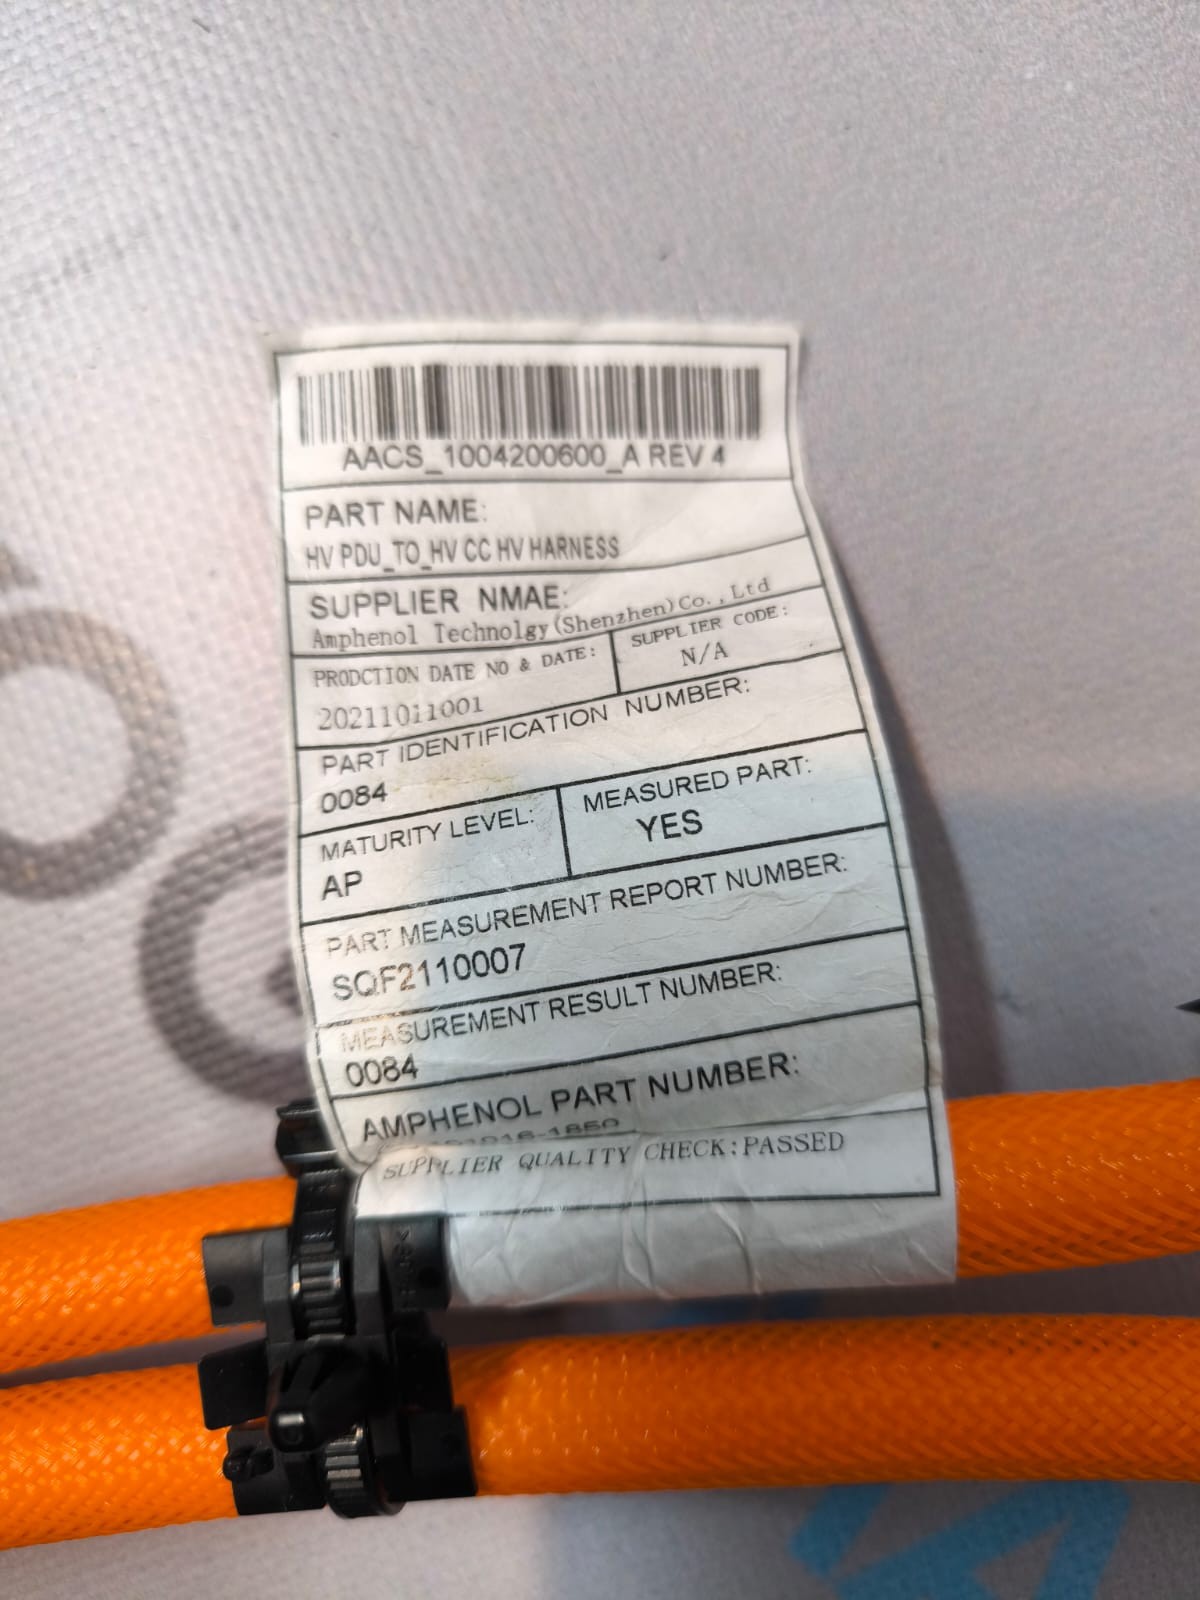 AACS_1004200600_A REV 4
PART NAME:
HV PDU_TO_HV CC HV HARNESS
SUPPLIER NMAE:
Amphenol Technolgy(Shenzhen)Co.,Ltd
PRODCTION DATE NO & DATE:
20211011001
SUPPLIER CODE:
N/A
PART IDENTIFICATION NUMBER:
0084
MATURITY LEVEL:
AP
MEASURED PART:
YES
PART MEASUREMENT REPORT NUMBER:
SQF2110007
MEASUREMENT RESULT NUMBER:
0084
AMPHENOL PART NUMBER:
SUPPLIER QUALITY CHECK:PASSED